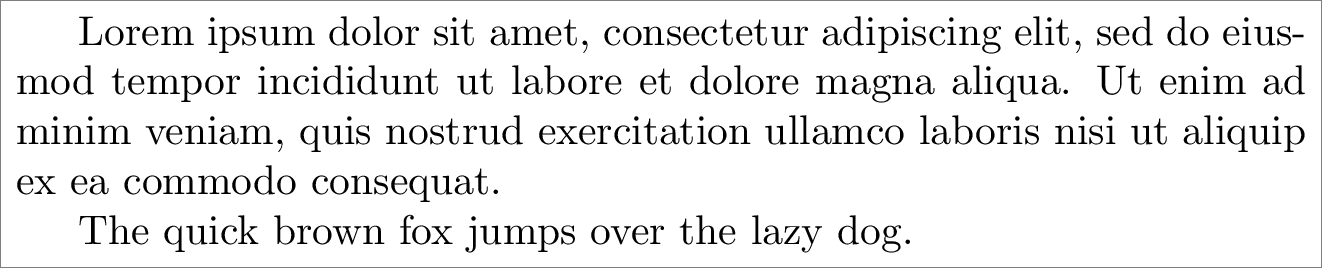 Lorem ipsum dolor sit amet, consectetur adipiscing elit, sed do eius-
mod tempor incididunt ut labore et dolore magna aliqua. Ut enim ad
minim veniam, quis nostrud exercitation ullamco laboris nisi ut aliquip
ex ea commodo consequat.
The quick brown fox jumps over the lazy dog.